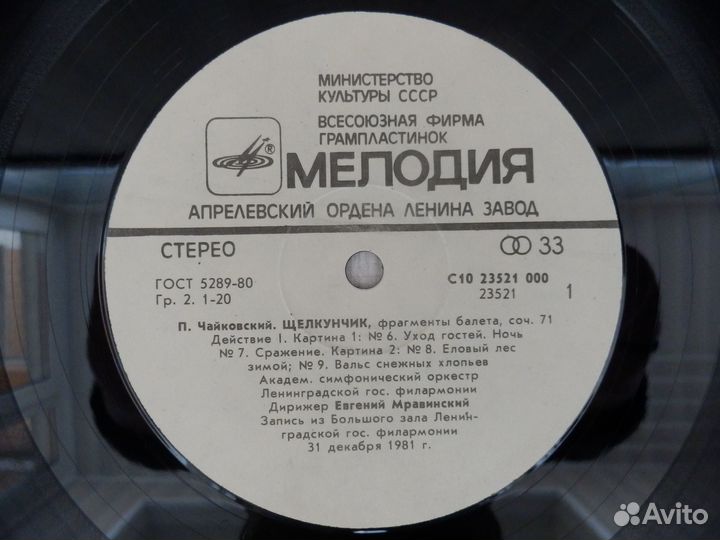 МИНИСТЕРСТВО
КУЛЬТУРЫ СССР
ВСЕСОЮЗНАЯ ФИРМА
ГРАМПЛАСТИНОК
®
МЕЛОДИЯ
АПРЕЛЕВСКИЙ ОРДЕНА ЛЕНИНА ЗАВОД
СТЕРЕО 33
ГОСТ 5289-80 С10 23521 000
Гр. 2. 1-20 23521 1
П. Чайковский. ЩЕЛКУНЧИК, фрагменты балета, соч. 71
Действие I. Картина 1: № 6. Уход гостей. Ночь
№ 7. Сражение. Картина 2: № 8. Еловый лес
зимой; № 9. Вальс снежных хлопьев
Академ. симфонический оркестр
Ленинградской гос. филармонии
Дирижер Евгений Мравинский
Запись из Большого зала Ленин-
градской гос. филармонии
31 декабря 1981 г.
Avito